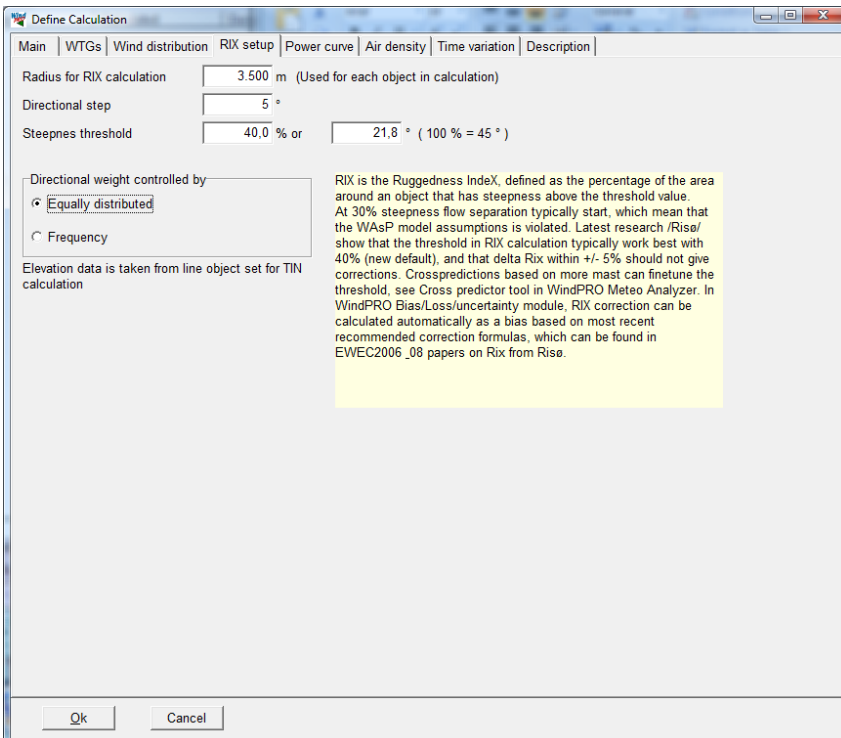 Wind Define Calculation
Main WTGs Wind distribution RIX setup Power curve Air density Time variation Description
Radius for RIX calculation 3.500 m (Used for each object in calculation)
Directional step 5 °
Steepnes threshold 40,0 % or 21,8 ° ( 100 % = 45 ° )
Directional weight controlled by
Equally distributed
Frequency
Elevation data is taken from line object set for TIN
calculation
RIX is the Ruggedness IndeX, defined as the percentage of the area
around an object that has steepness above the threshold value.
At 30% steepness flow separation typically start, which mean that
the WAsP model assumptions is violated. Latest research /Risø/
show that the threshold in RIX calculation typically work best with
40% (new default), and that delta Rix within +/- 5% should not give
corrections. Crosspredictions based on more mast can finetune the
threshold, see Cross predictor tool in WindPRO Meteo Analyzer. In
WindPRO Bias/Loss/uncertainty module, RIX correction can be
calculated automatically as a bias based on most recent
recommended correction formulas, which can be found in
EWEC2006 _08 papers on Rix from Risø.
Ok Cancel